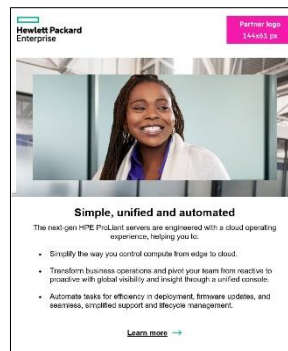 Hewlett Packard
Enterprise
Partner logo
144x61 px
Simple, unified and automated
The next-gen HPE ProLiant servers are engineered with a cloud operating
experience, helping you to:
• Simplify the way you control compute from edge to cloud.
• Transform business operations and pivot your team from reactive to
proactive with global visibility and insight through a unified console.
• Automate tasks for efficiency in deployment, firmware updates, and
seamless, simplified support and lifecycle management.
Learn more →